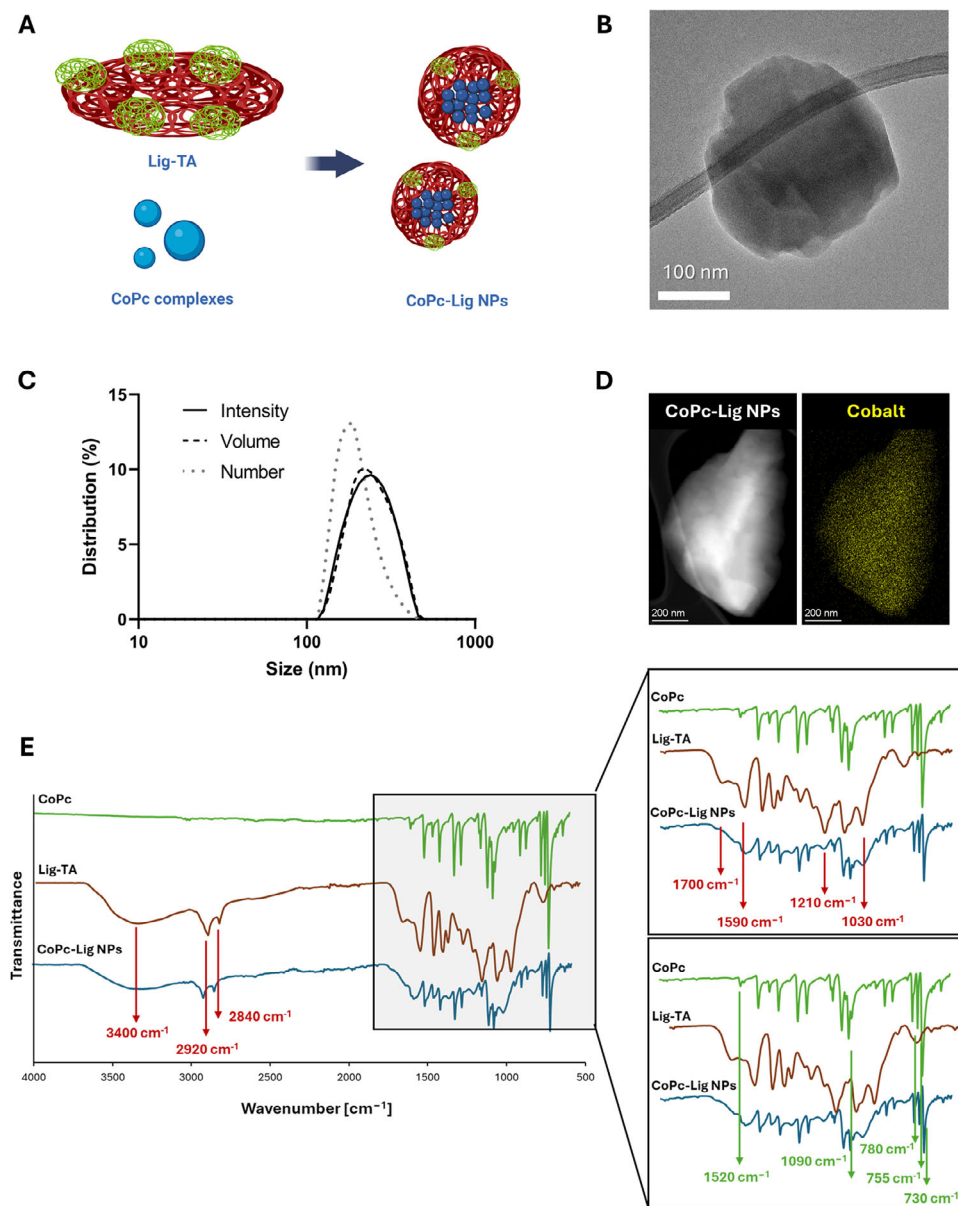 A
Lig-TA
CoPc complexes
CoPc-Lig NPs
B
100 nm
C
15
10
5
0
10
100
1000
Distribution (%)
Size (nm)
Intensity
Volume
Number
D
CoPc-Lig NPs
Cobalt
200 nm
200 nm
E
CoPc
Lig-TA
CoPc-Lig NPs
Transmittance
3400 cm⁻¹
2920 cm⁻¹
2840 cm⁻¹
4000
3000
2000
1500
1000
500
Wavenumber [cm⁻¹]
CoPc
Lig-TA
CoPc-Lig NPs
1700 cm⁻¹
1590 cm⁻¹
1210 cm⁻¹
1030 cm⁻¹
CoPc
Lig-TA
CoPc-Lig NPs
1520 cm⁻¹
1090 cm⁻¹
780 cm⁻¹
755 cm⁻¹
730 cm⁻¹